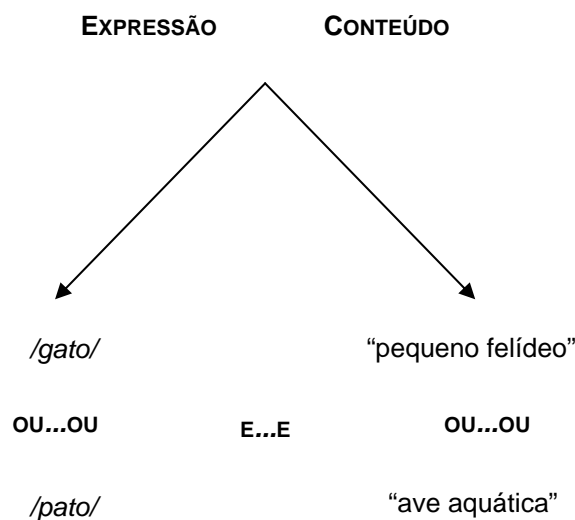 EXPRESSÃO CONTEÚDO
/gato/ “pequeno felídeo”
OU...OU E...E OU...OU
/pato/ “ave aquática”